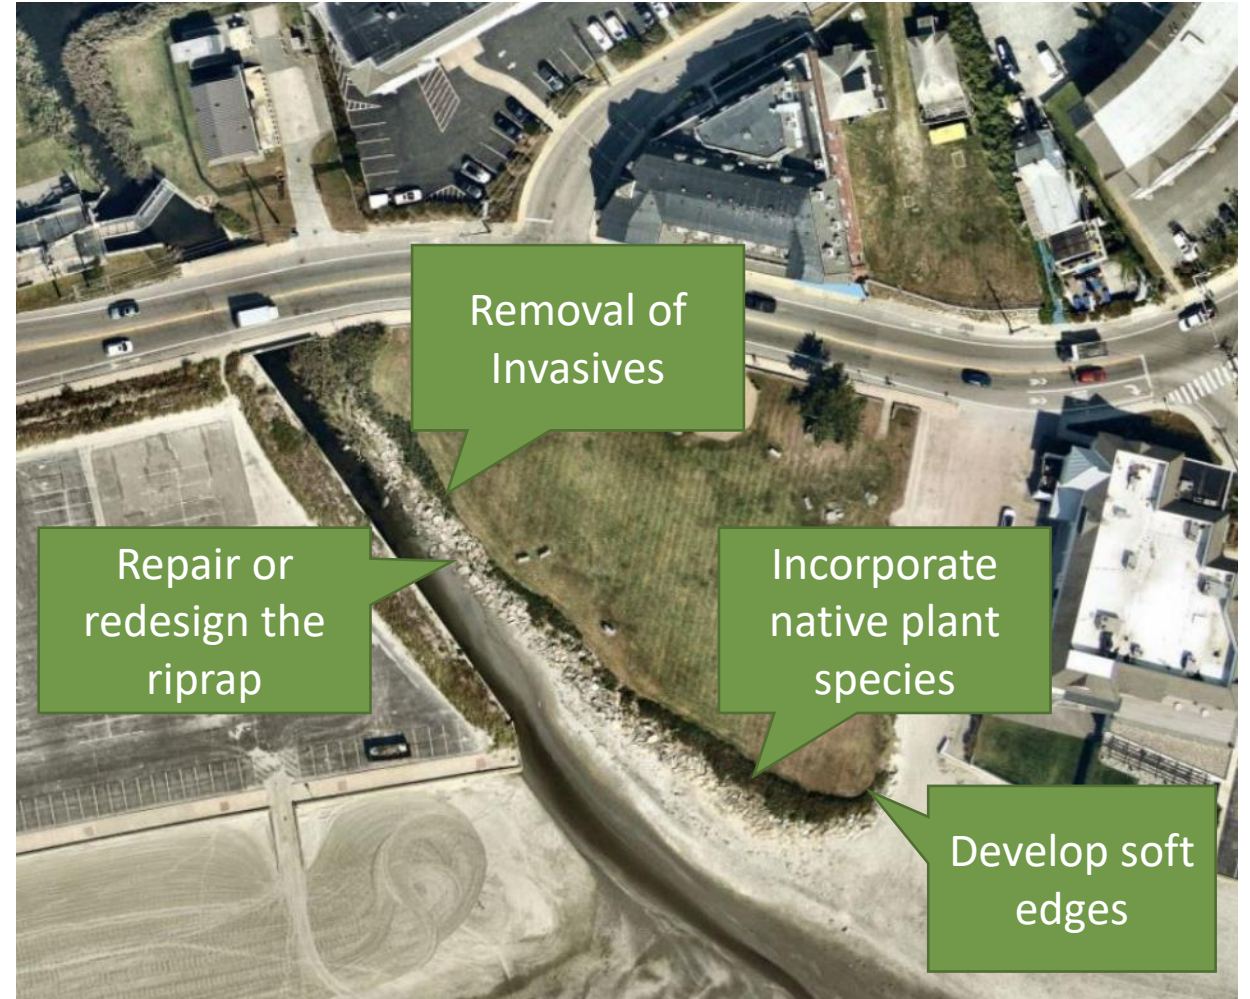 Removal of
Invasives
Repair or
redesign the
riprap
Incorporate
native plant
species
Develop soft
edges